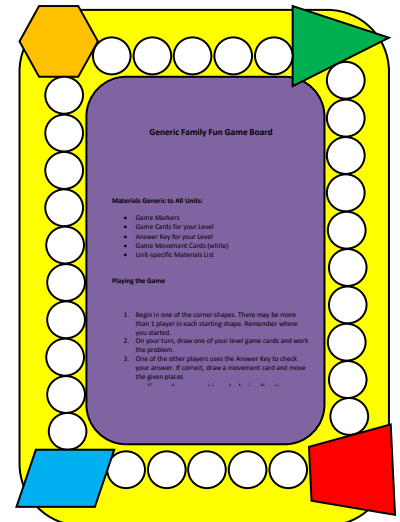 Generic Family Fun Game Board
Materials Generic to All Units:
• Game Markers
• Game Cards for your Level
• Answer Key for your Level
• Game Movement Cards (white)
• Unit-specific Materials List
Playing the Game
1. Begin in one of the corner shapes. There may be more
than 1 player in each starting shape. Remember where
you started.
2. On your turn, draw one of your level game cards and work
the problem.
3. One of the other players uses the Answer Key to check
your answer. If correct, draw a movement card and move
the given places